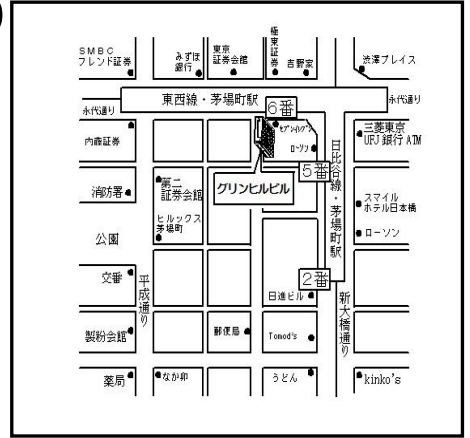 SMBC
フレンド証券
みずほ
銀行
東京
証券会館
極東証券
吉野家
渋澤プレイス
永代通り
東西線・茅場町駅
6番
永代通り
内藤証券
セブンイレブン
ローソン
5番
日比谷線・茅場町駅
三菱東京
UFJ 銀行 ATM
消防署
第二
証券会館
グリンヒルビル
スマイル
ホテル日本橋
ヒルックス
茅場町
ローソン
公園
2番
交番
平成通り
日進ビル
新大橋通り
製粉会館
郵便局
Tomod's
薬局
なか卯
うどん
kinko's